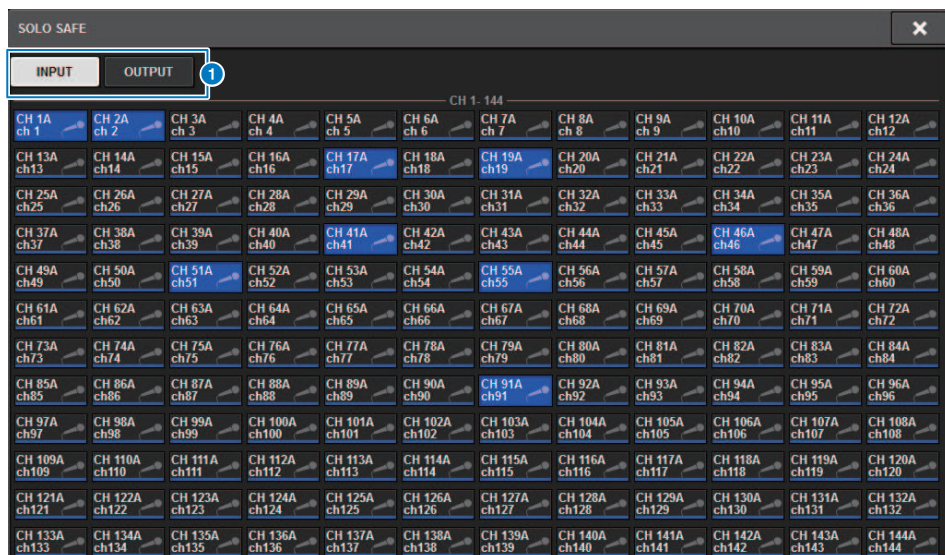 SOLO SAFE
INPUT OUTPUT 1
CH 1- 144
CH 1A CH 2A CH 3A CH 4A CH 5A CH 6A CH 7A CH 8A CH 9A CH 10A CH 11A CH 12A
ch 1 ch 2 ch 3 ch 4 ch 5 ch 6 ch 7 ch 8 ch 9 ch10 ch11 ch12
CH 13A CH 14A CH 15A CH 16A CH 17A CH 18A CH 19A CH 20A CH 21A CH 22A CH 23A CH 24A
ch13 ch14 ch15 ch16 ch17 ch18 ch19 ch20 ch21 ch22 ch23 ch24
CH 25A CH 26A CH 27A CH 28A CH 29A CH 30A CH 31A CH 32A CH 33A CH 34A CH 35A CH 36A
ch25 ch26 ch27 ch28 ch29 ch30 ch31 ch32 ch33 ch34 ch35 ch36
CH 37A CH 38A CH 39A CH 40A CH 41A CH 42A CH 43A CH 44A CH 45A CH 46A CH 47A CH 48A
ch37 ch38 ch39 ch40 ch41 ch42 ch43 ch44 ch45 ch46 ch47 ch48
CH 49A CH 50A CH 51A CH 52A CH 53A CH 54A CH 55A CH 56A CH 57A CH 58A CH 59A CH 60A
ch49 ch50 ch51 ch52 ch53 ch54 ch55 ch56 ch57 ch58 ch59 ch60
CH 61A CH 62A CH 63A CH 64A CH 65A CH 66A CH 67A CH 68A CH 69A CH 70A CH 71A CH 72A
ch61 ch62 ch63 ch64 ch65 ch66 ch67 ch68 ch69 ch70 ch71 ch72
CH 73A CH 74A CH 75A CH 76A CH 77A CH 78A CH 79A CH 80A CH 81A CH 82A CH 83A CH 84A
ch73 ch74 ch75 ch76 ch77 ch78 ch79 ch80 ch81 ch82 ch83 ch84
CH 85A CH 86A CH 87A CH 88A CH 89A CH 90A CH 91A CH 92A CH 93A CH 94A CH 95A CH 96A
ch85 ch86 ch87 ch88 ch89 ch90 ch91 ch92 ch93 ch94 ch95 ch96
CH 97A CH 98A CH 99A CH 100A CH 101A CH 102A CH 103A CH 104A CH 105A CH 106A CH 107A CH 108A
ch97 ch98 ch99 ch100 ch101 ch102 ch103 ch104 ch105 ch106 ch107 ch108
CH 109A CH 110A CH 111A CH 112A CH 113A CH 114A CH 115A CH 116A CH 117A CH 118A CH 119A CH 120A
ch109 ch110 ch111 ch112 ch113 ch114 ch115 ch116 ch117 ch118 ch119 ch120
CH 121A CH 122A CH 123A CH 124A CH 125A CH 126A CH 127A CH 128A CH 129A CH 130A CH 131A CH 132A
ch121 ch122 ch123 ch124 ch125 ch126 ch127 ch128 ch129 ch130 ch131 ch132
CH 133A CH 134A CH 135A CH 136A CH 137A CH 138A CH 139A CH 140A CH 141A CH 142A CH 143A CH 144A
ch133 ch134 ch135 ch136 ch137 ch138 ch139 ch140 ch141 ch142 ch143 ch144